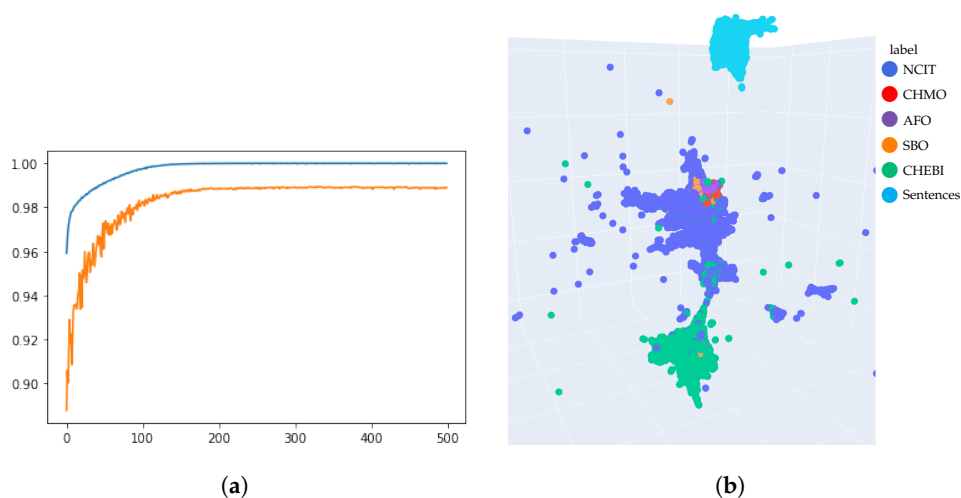 1.00
0.98
0.96
0.94
0.92
0.90
0
100
200
300
400
500
(a)
label
NCIT
CHMO
AFO
SBO
CHEBI
Sentences
(b)